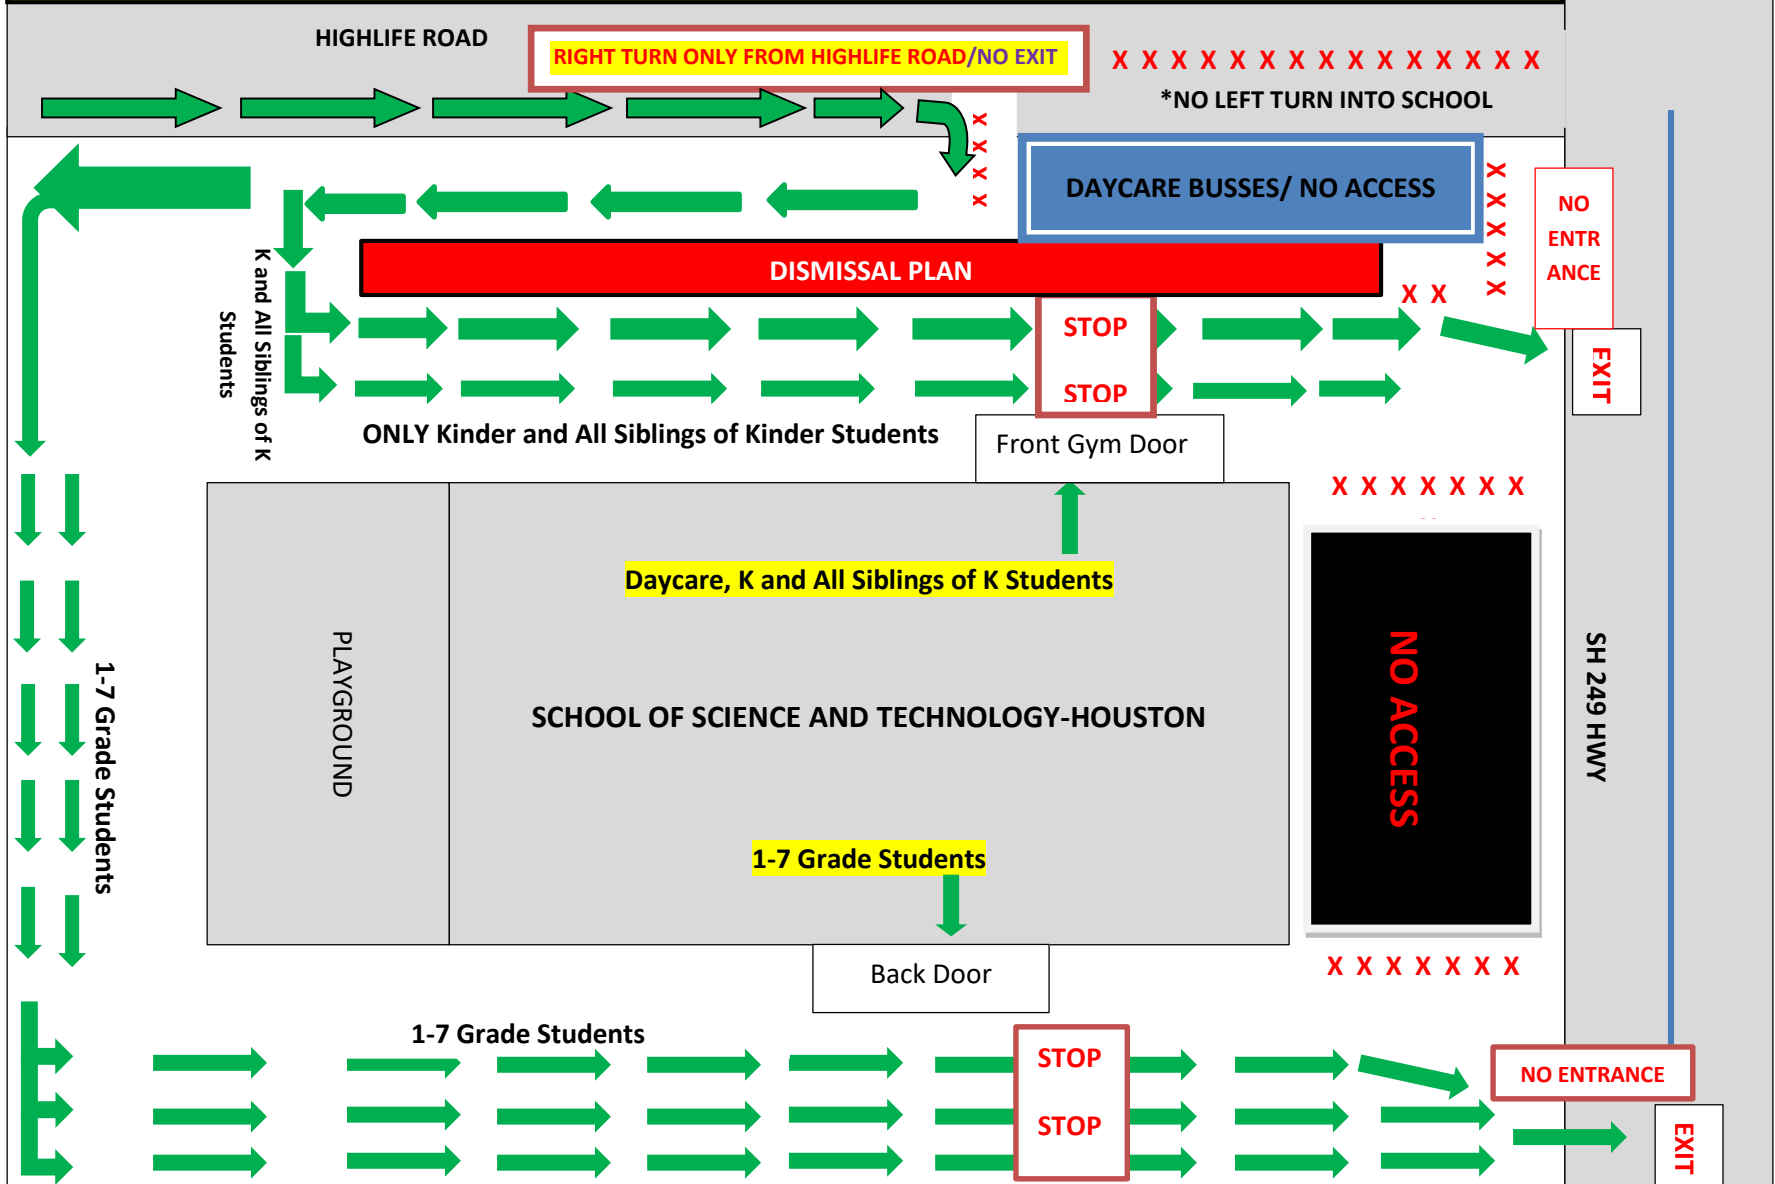 HIGHLIFE ROAD
RIGHT TURN ONLY FROM HIGHLIFE ROAD/NO EXIT
X X X X X X X X X X X X X X X
*NO LEFT TURN INTO SCHOOL
X X X X
DAYCARE BUSSES/ NO ACCESS
X X X X X
NO
ENTR
ANCE
DISMISSAL PLAN
X X
K and All Siblings of K
Students
STOP
STOP
EXIT
ONLY Kinder and All Siblings of Kinder Students
Front Gym Door
X X X X X X X
Daycare, K and All Siblings of K Students
PLAYGROUND
SCHOOL OF SCIENCE AND TECHNOLOGY-HOUSTON
NO ACCESS
SH 249 HWY
1-7 Grade Students
1-7 Grade Students
Back Door
X X X X X X X
1-7 Grade Students
STOP
STOP
NO ENTRANCE
EXIT